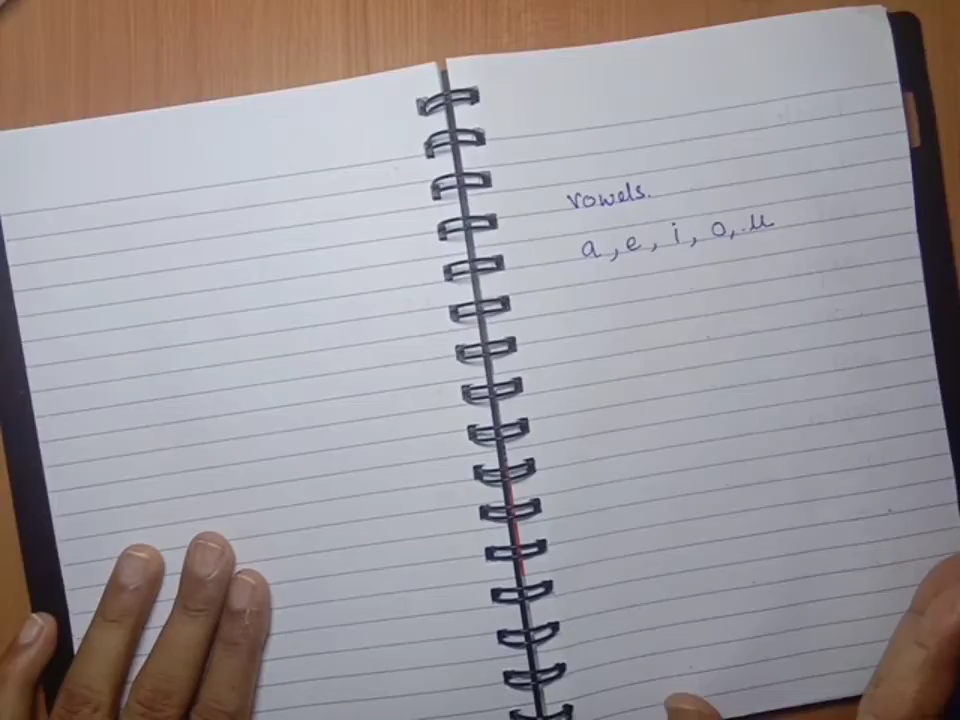 vowels.
a, e, i, o, u